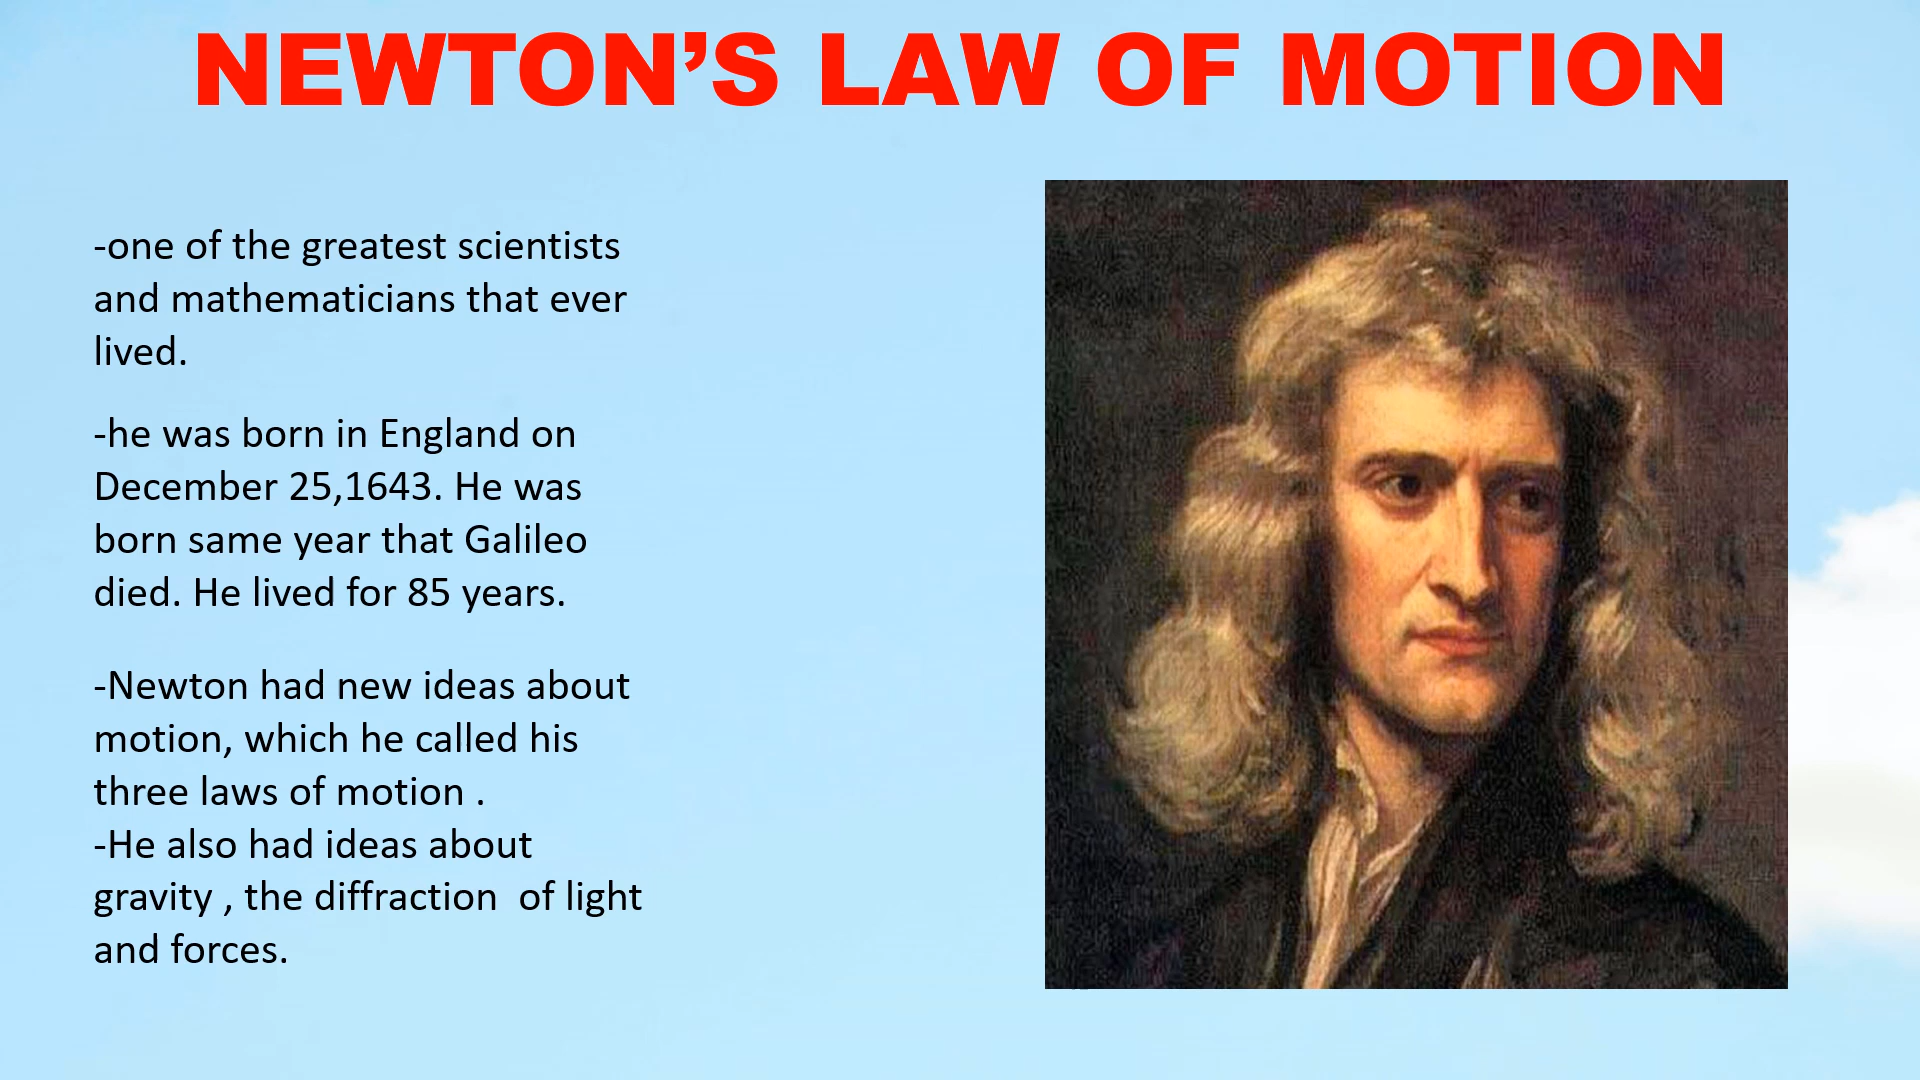 NEWTON’S LAW OF MOTION
-one of the greatest scientists
and mathematicians that ever
lived.
-he was born in England on
December 25,1643. He was
born same year that Galileo
died. He lived for 85 years.
-Newton had new ideas about
motion, which he called his
three laws of motion .
-He also had ideas about
gravity , the diffraction  of light
and forces.